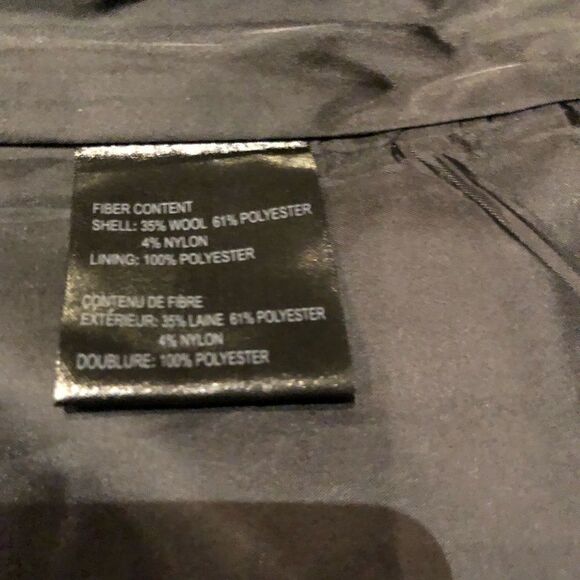 FIBER CONTENT
SHELL: 35% WOOL 61% POLYESTER
4% NYLON
LINING: 100% POLYESTER
CONTENU DE FIBRE
EXTÉRIEUR: 35% LAINE 61% POLYESTER
4% NYLON
DOUBLURE: 100% POLYESTER